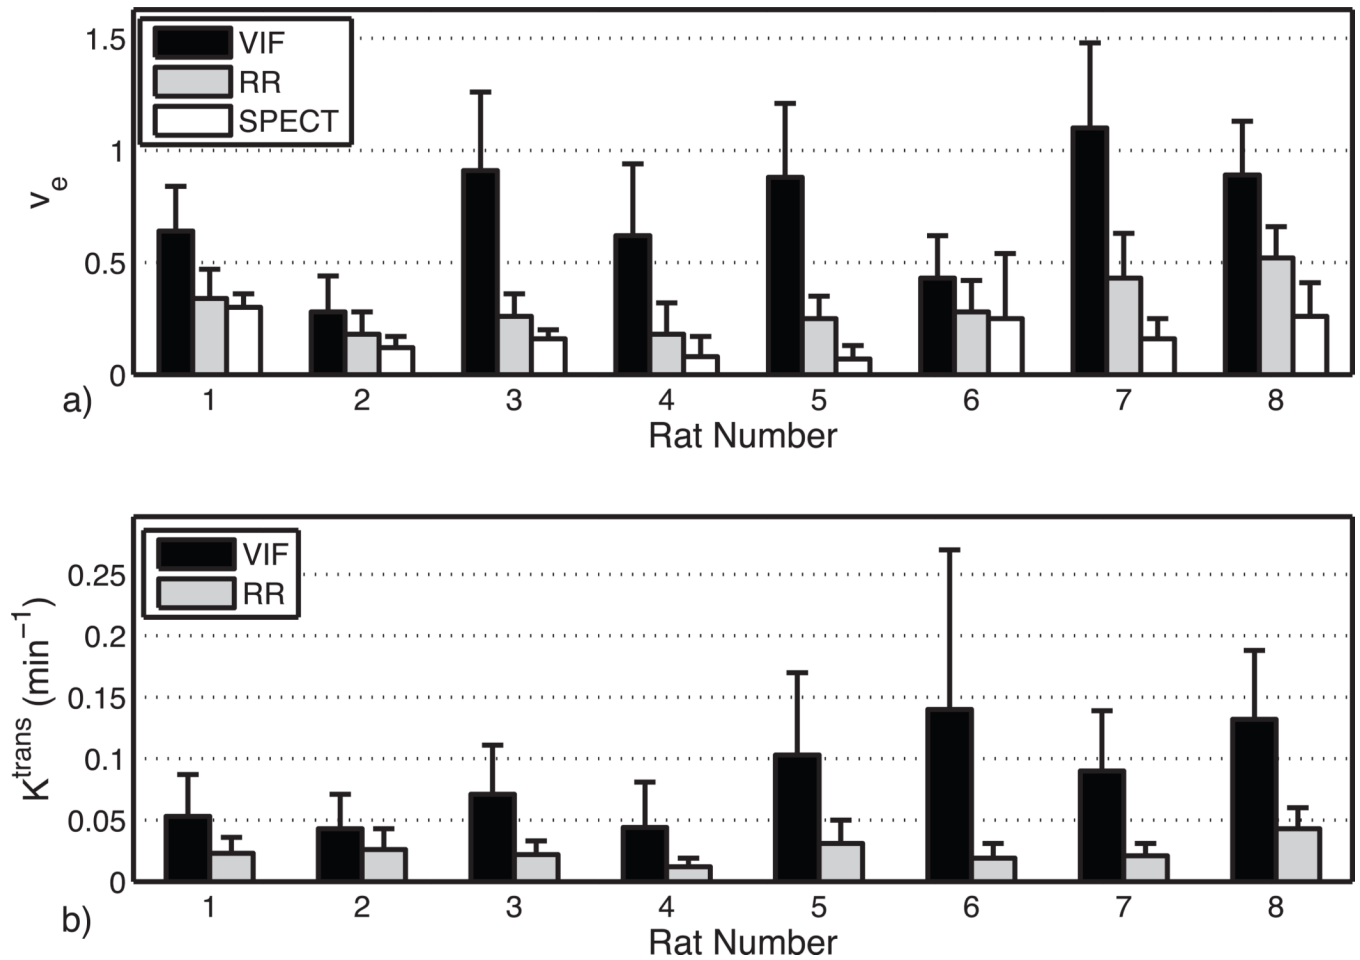 1.5
1
0.5
0
v_e
VIF
RR
SPECT
1 2 3 4 5 6 7 8
a)
Rat Number
0.25
0.2
0.15
0.1
0.05
0
K^trans (min^−1)
VIF
RR
1 2 3 4 5 6 7 8
b)
Rat Number